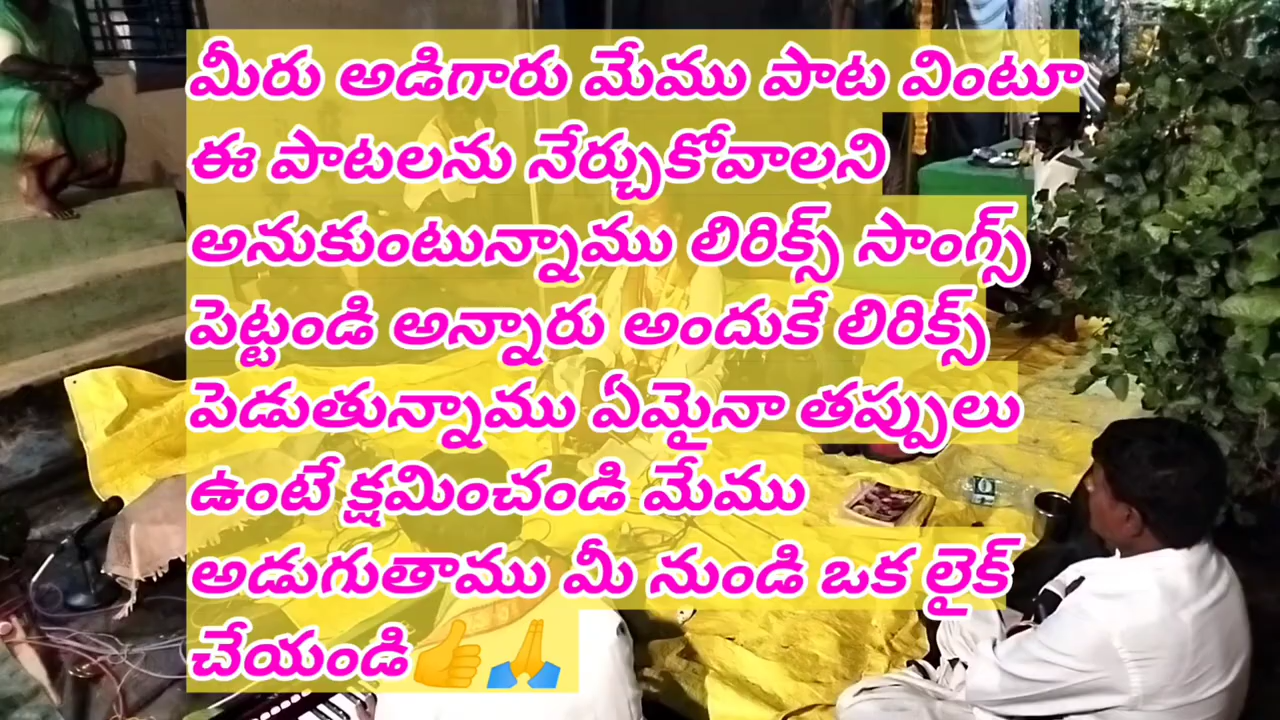 మీరు అడిగారు మేము పాట వింటూ
ఈ పాటలను నేర్చుకోవాలని
అనుకుంటున్నాము లిరిక్స్ సాంగ్స్
పెట్టండి అన్నారు అందుకే లిరిక్స్
పెడుతున్నాము ఏమైనా తప్పులు
ఉంటే క్షమించండి మేము
అడుగుతాము మీ నుండి ఒక లైక్
చేయండి👍🙏